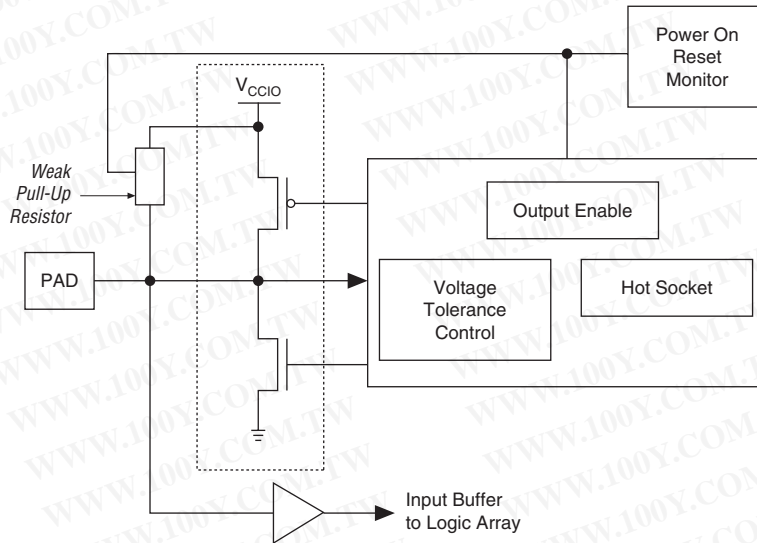 Power On
Reset
Monitor
VCCIO
Weak
Pull-Up
Resistor
Output Enable
PAD
Voltage
Tolerance
Control
Hot Socket
Input Buffer
to Logic Array
WWW.100Y.COM.TW